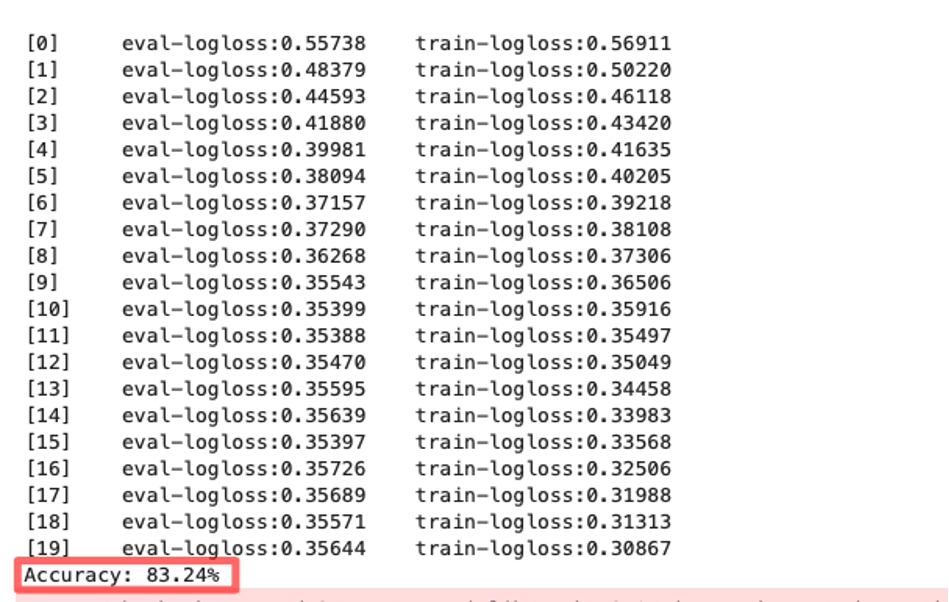 [0] eval-logloss:0.55738 train-logloss:0.56911
[1] eval-logloss:0.48379 train-logloss:0.50220
[2] eval-logloss:0.44593 train-logloss:0.46118
[3] eval-logloss:0.41880 train-logloss:0.43420
[4] eval-logloss:0.39981 train-logloss:0.41635
[5] eval-logloss:0.38094 train-logloss:0.40205
[6] eval-logloss:0.37157 train-logloss:0.39218
[7] eval-logloss:0.37290 train-logloss:0.38108
[8] eval-logloss:0.36268 train-logloss:0.37306
[9] eval-logloss:0.35543 train-logloss:0.36506
[10] eval-logloss:0.35399 train-logloss:0.35916
[11] eval-logloss:0.35388 train-logloss:0.35497
[12] eval-logloss:0.35470 train-logloss:0.35049
[13] eval-logloss:0.35595 train-logloss:0.34458
[14] eval-logloss:0.35639 train-logloss:0.33983
[15] eval-logloss:0.35397 train-logloss:0.33568
[16] eval-logloss:0.35726 train-logloss:0.32506
[17] eval-logloss:0.35689 train-logloss:0.31988
[18] eval-logloss:0.35571 train-logloss:0.31313
[19] eval-logloss:0.35644 train-logloss:0.30867
Accuracy: 83.24%